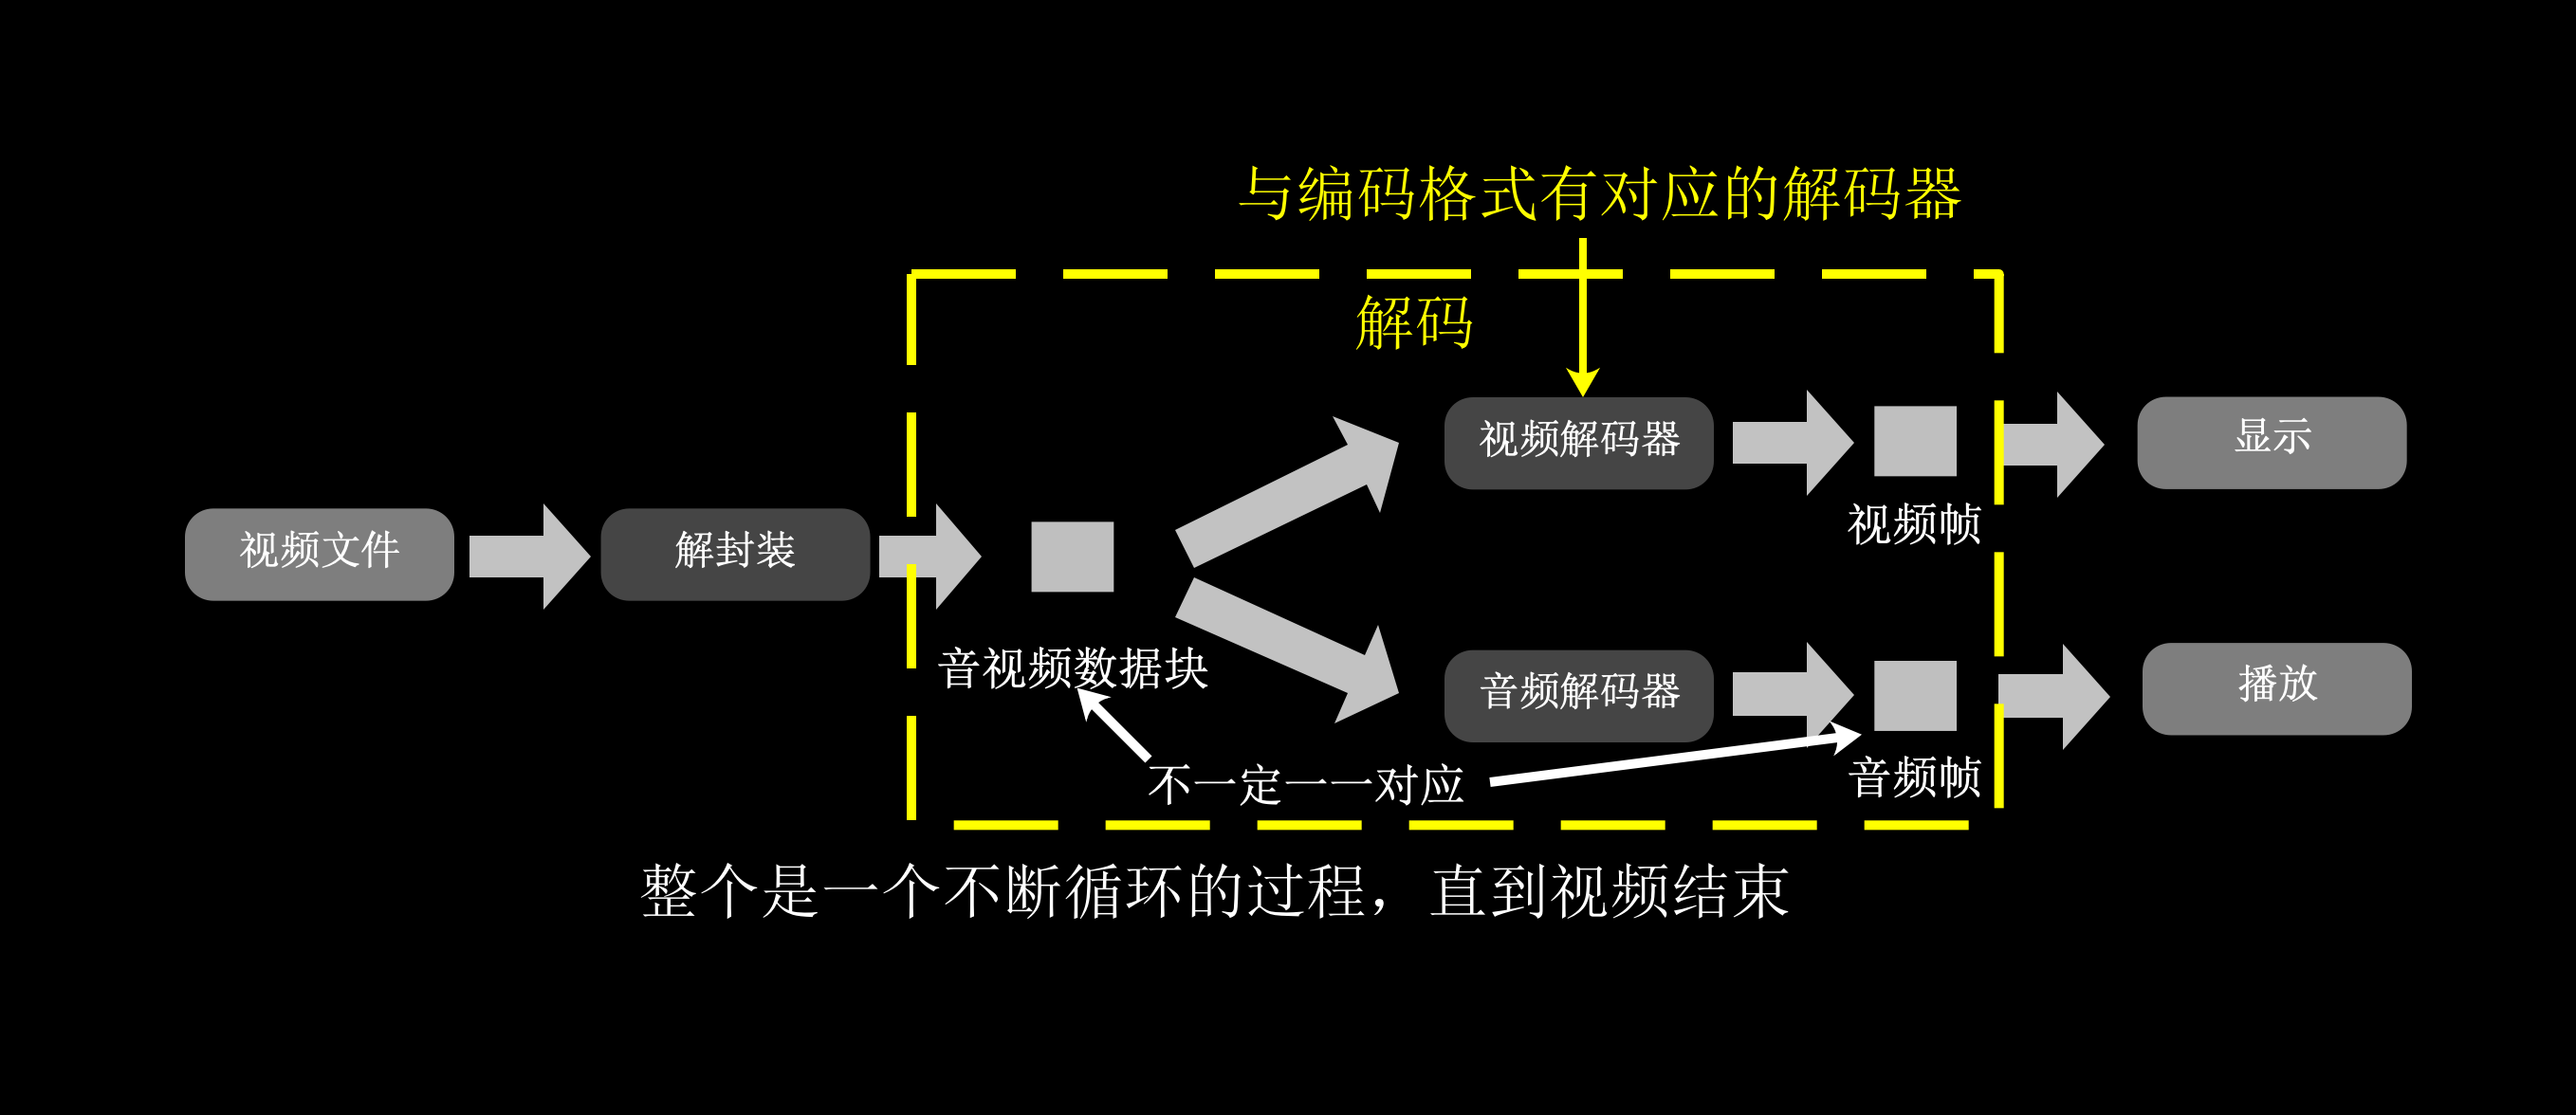 与编码格式有对应的解码器
解码
视频文件
解封装
音视频数据块
视频解码器
视频帧
显示
音频解码器
音频帧
播放
不一定一一对应
整个是一个不断循环的过程，直到视频结束